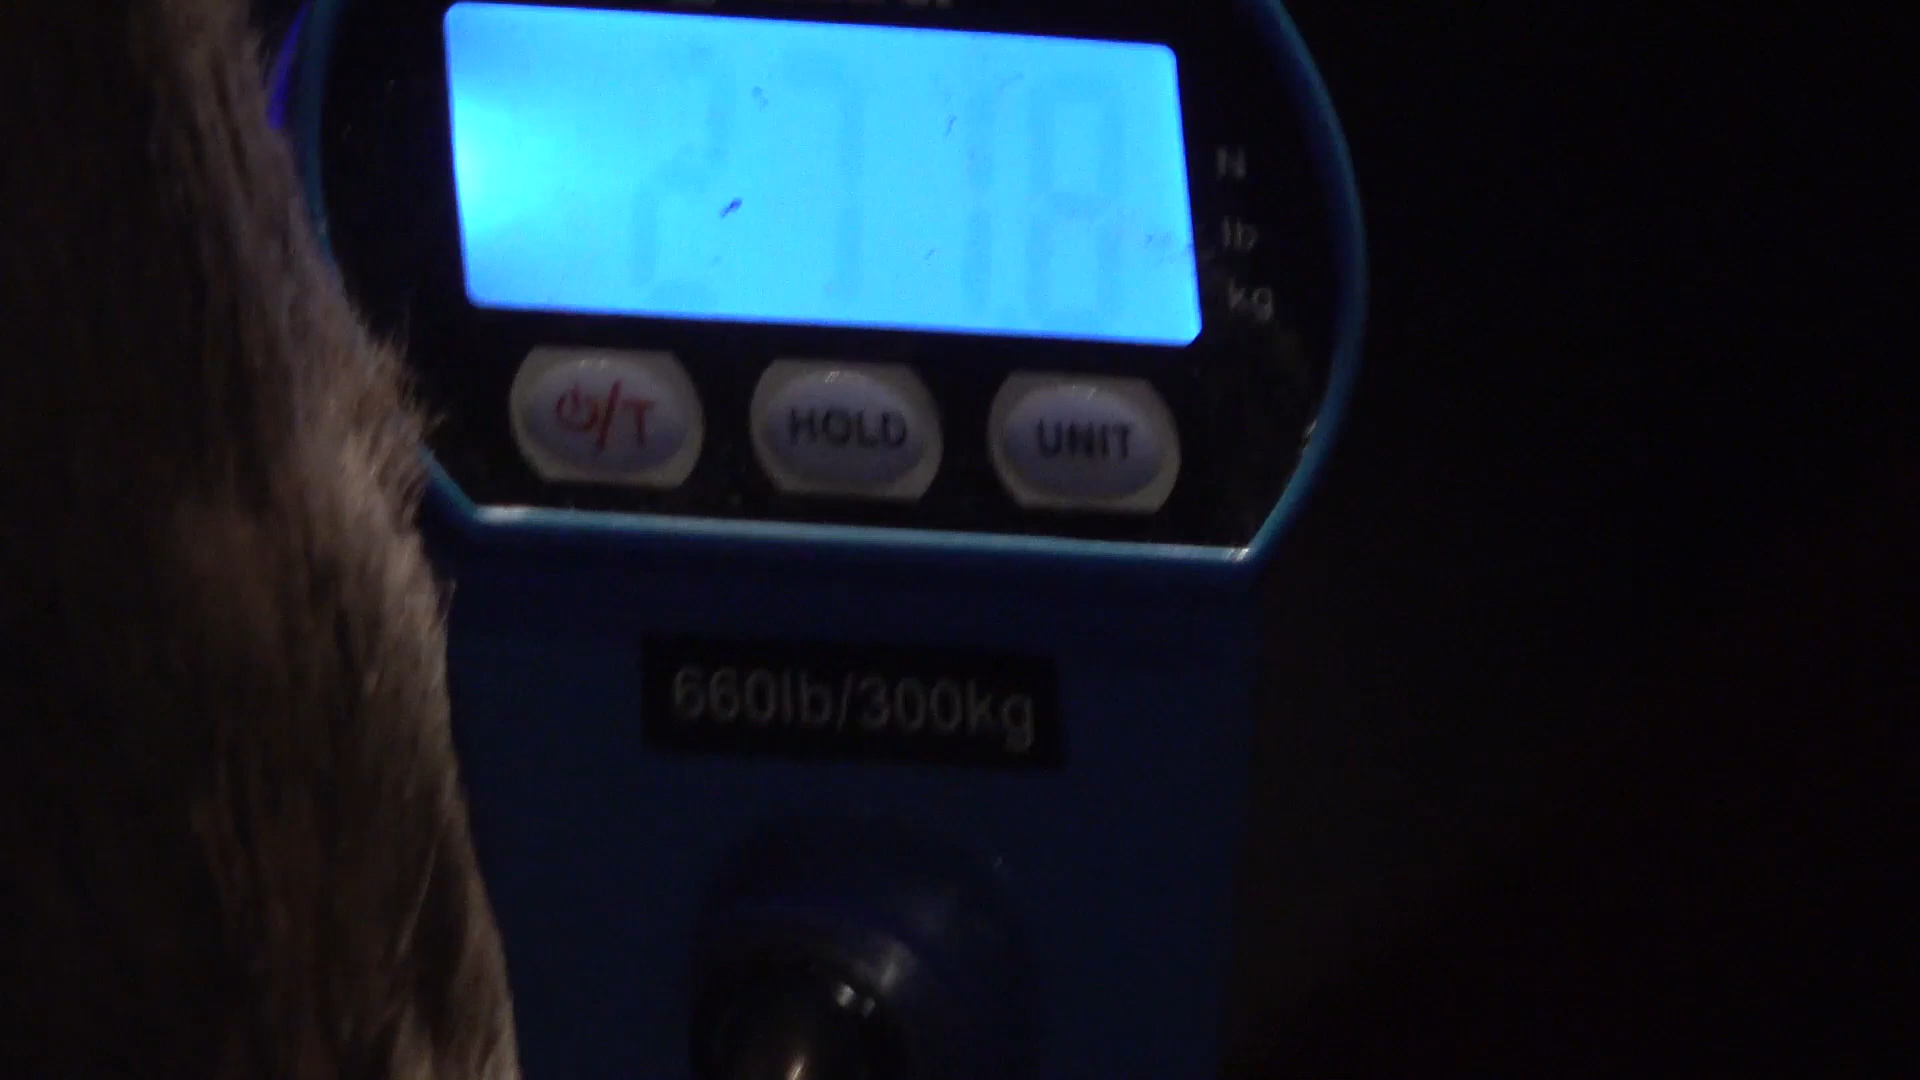 N
lb
kg
⏻/T HOLD UNIT
660lb/300kg